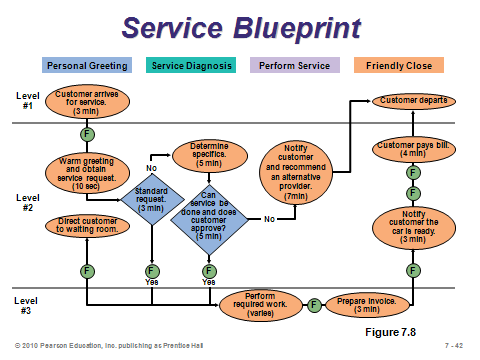 Service Blueprint
Personal Greeting
Service Diagnosis
Perform Service
Friendly Close
Level
#1
Customer arrives
for service.
(3 min)
Customer departs
F
Warm greeting
and obtain
service request.
(10 sec)
Level
#2
Direct customer
to waiting room.
F
No
Standard
request.
(3 min)
F
Yes
Determine
specifics.
(5 min)
Can
service be
done and does
customer
approve?
(5 min)
No
F
Yes
Notify
customer
and recommend
an alternative
provider.
(7min)
Customer pays bill.
(4 min)
F
F
Notify
customer the
car is ready.
(3 min)
F
Level
#3
Perform
required work.
(varies)
F
Prepare invoice.
(3 min)
Figure 7.8
© 2010 Pearson Education, Inc. publishing as Prentice Hall
7 - 42